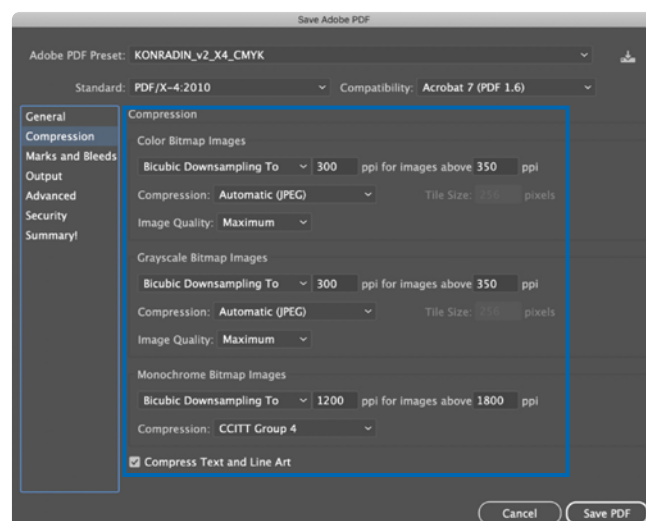 Save Adobe PDF
Adobe PDF Preset: KONRADIN_v2_X4_CMYK
Standard: PDF/X-4:2010 Compatibility: Acrobat 7 (PDF 1.6)
General
Compression
Marks and Bleeds
Output
Advanced
Security
Summary!
Compression
Color Bitmap Images
Bicubic Downsampling To 300 ppi for images above 350 ppi
Compression: Automatic (JPEG) Tile Size: 256 pixels
Image Quality: Maximum
Grayscale Bitmap Images
Bicubic Downsampling To 300 ppi for images above 350 ppi
Compression: Automatic (JPEG) Tile Size: 256 pixels
Image Quality: Maximum
Monochrome Bitmap Images
Bicubic Downsampling To 1200 ppi for images above 1800 ppi
Compression: CCITT Group 4
Compress Text and Line Art
Cancel Save PDF